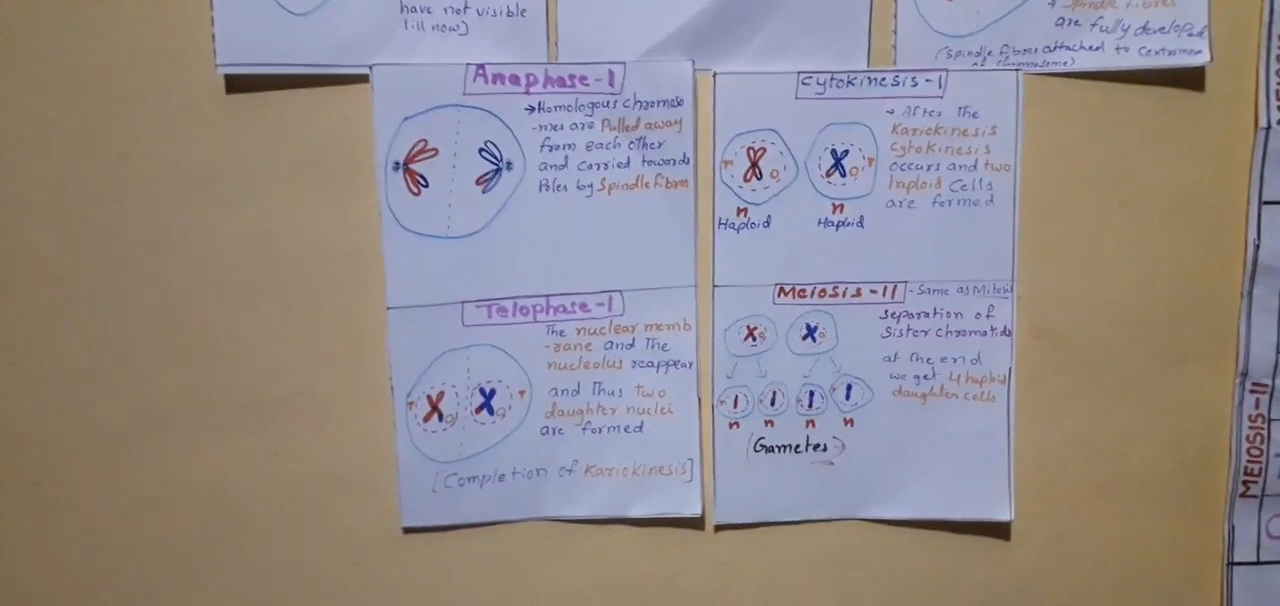 have not visible
till now]
→ Spindle fibres
are fully developed
(Spindle fibres attached to
of chromosome)
Anaphase-I
→Homologous chromoso
-mes are Pulled away
from each other
and carried towards
Poles by Spindle fibres
Cytokinesis-I
→ After the
Kariokinesis
Cytokinesis
occurs and two
haploid Cells
are formed
n
Haploid
n
Haploid
Telophase-I
The nuclear memb
-rane and The
nucleolus reappear
and Thus two
daughter nuclei
are formed
[Completion of Kariokinesis]
Meiosis-II - Same as Mitosis
Separation of
Sister chromatids
at the end
we get 4 haploid
daughter cells
n n n n
(Gametes)
MEIOSIS-II